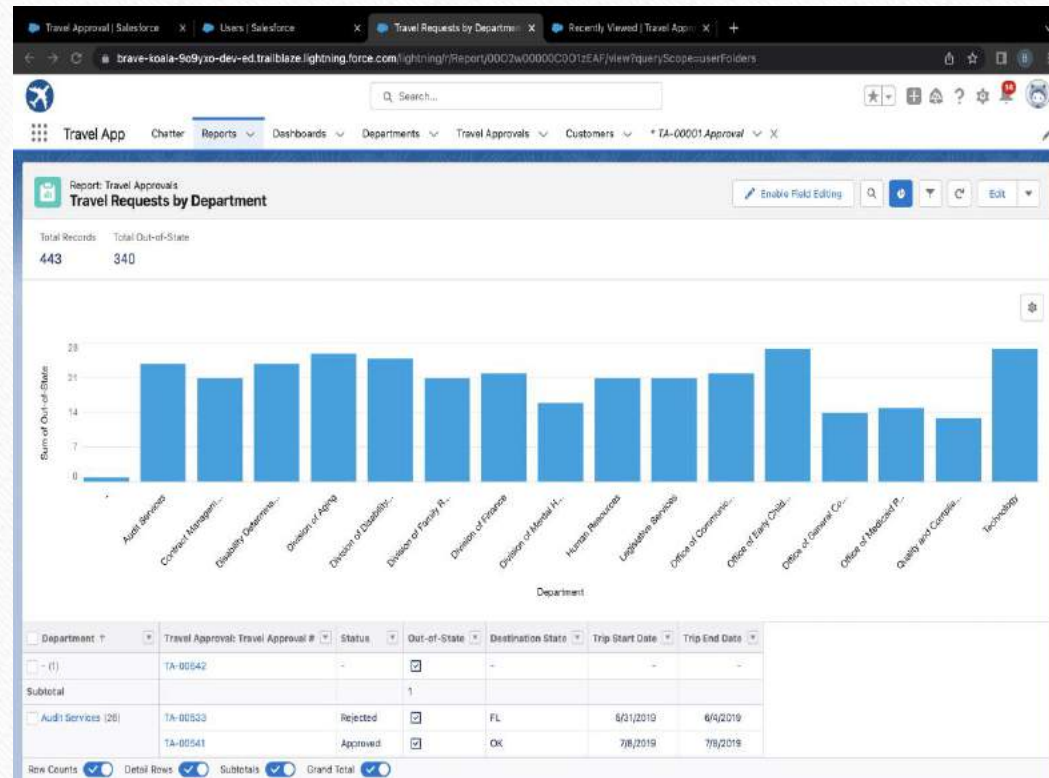 Travel Approval | Salesforce
Users | Salesforce
Travel Requests by Departmen
Recently Viewed | Travel Appr
brave-koala-9o9yxo-dev-ed.trailblaze.lightning.force.com
Search...
Travel App
Chatter
Reports
Dashboards
Departments
Travel Approvals
Customers
* TA-00001 Approval
Report: Travel Approvals
Travel Requests by Department
Enable Field Editing
Edit
Total Records
Total Out-of-State
443
340
Sum of Out-of-State
28
21
14
7
0
-
Audit Services
Contract Managem...
Disability Determina...
Division of Aging
Division of Disability...
Division of Family R...
Division of Finance
Division of Mental H...
Human Resources
Legislative Services
Office of Communic...
Office of Early Child...
Office of General Co...
Office of Medicaid P...
Quality and Complia...
Technology
Department
Department ↑
Travel Approval: Travel Approval #
Status
Out-of-State
Destination State
Trip Start Date
Trip End Date
- (1)
TA-00642
-
-
-
-
Subtotal
1
Audit Services (26)
TA-00533
Rejected
FL
5/31/2019
6/4/2019
TA-00541
Approved
OK
7/8/2019
7/9/2019
Row Counts
Detail Rows
Subtotals
Grand Total